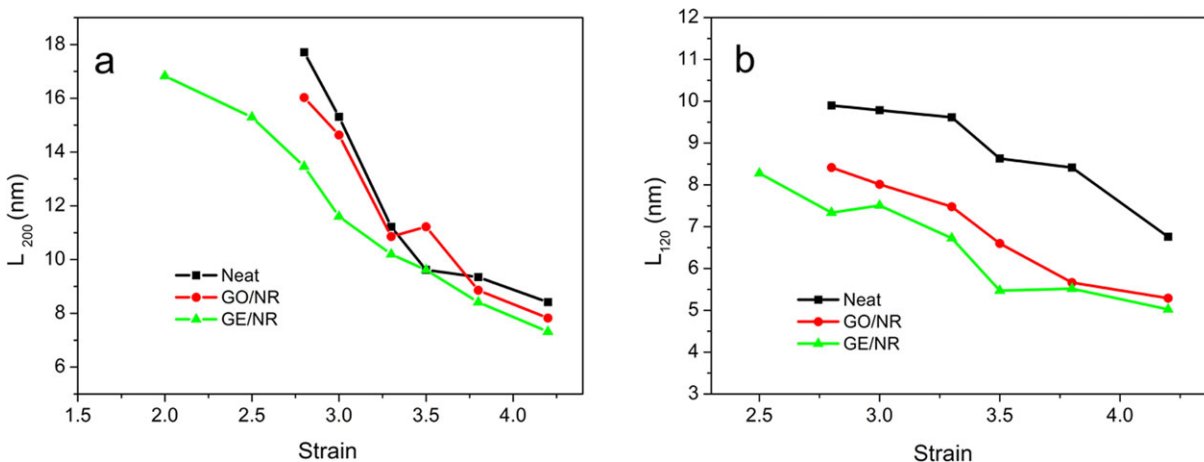 a
18
16
14
12
10
8
6
L 200 (nm)
Neat
GO/NR
GE/NR
1.5 2.0 2.5 3.0 3.5 4.0
Strain
b
12
11
10
9
8
7
6
5
4
3
L120 (nm)
Neat
GO/NR
GE/NR
2.5 3.0 3.5 4.0
Strain